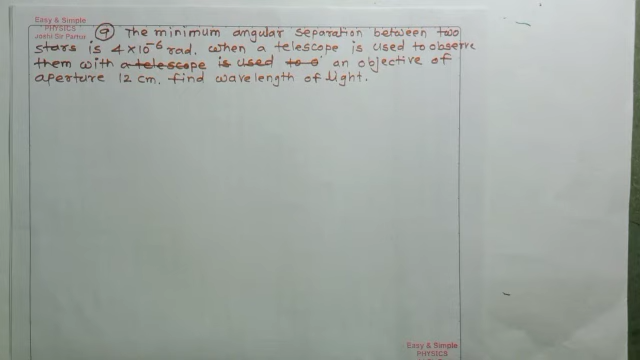 Easy & Simple
PHYSICS
Joshi Sir Parbr
9 The minimum angular separation between two
stars is 4×10⁻⁶ rad. when a telescope is used to observe
them with a telescope is used to o an objective of
aperture 12 cm. find wavelength of light.
Easy & Simple
PHYSICS